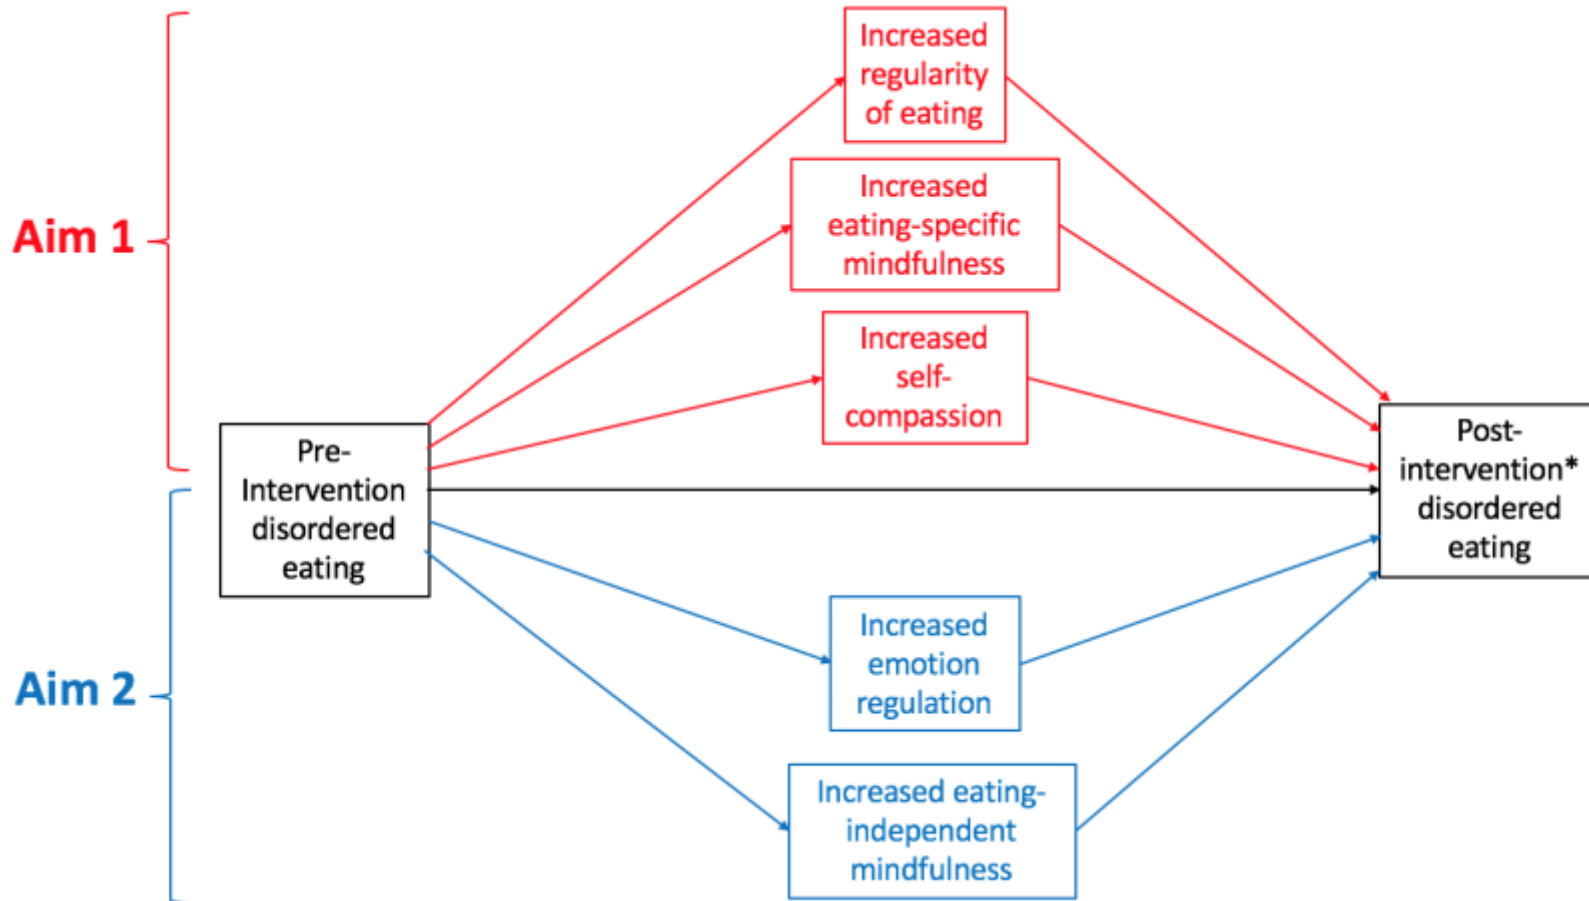 Aim 1
Increased
regularity
of eating
Increased
eating-specific
mindfulness
Increased
self-
compassion
Pre-
Intervention
disordered
eating
Post-
intervention*
disordered
eating
Aim 2
Increased
emotion
regulation
Increased eating-
independent
mindfulness